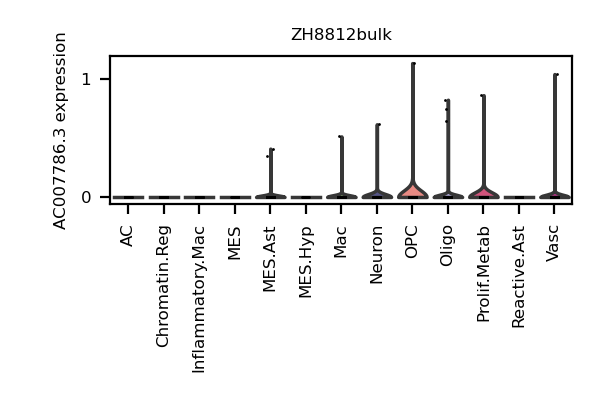 ZH8812bulk
AC007786.3 expression
1
0
AC
Chromatin.Reg
Inflammatory.Mac
MES
MES.Ast
MES.Hyp
Mac
Neuron
OPC
Oligo
Prolif.Metab
Reactive.Ast
Vasc